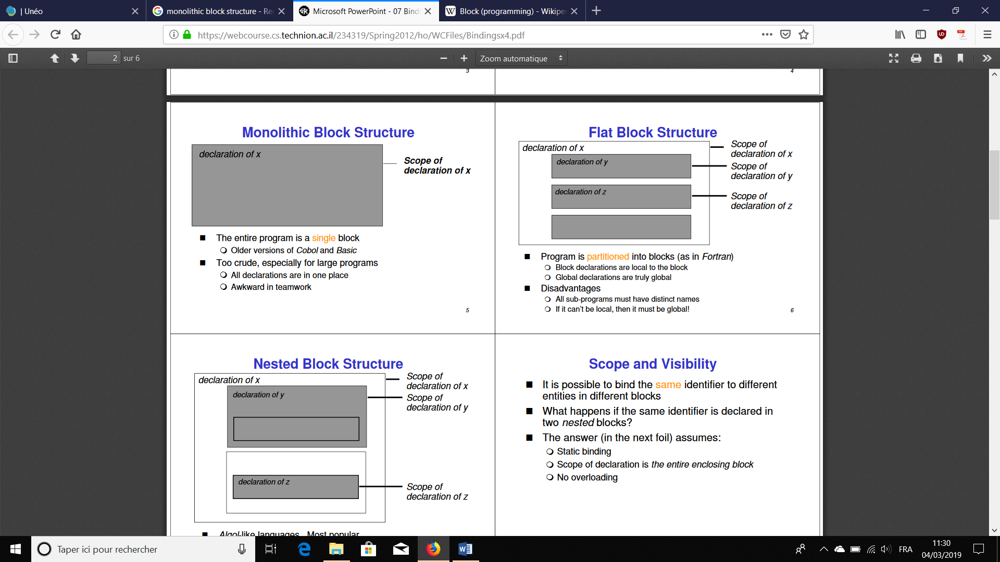 | Unéo
monolithic block structure - Rec
Microsoft PowerPoint - 07 Bindi
Block (programming) - Wikipe
https://webcourse.cs.technion.ac.il/234319/Spring2012/ho/WCFiles/Bindingsx4.pdf
2 sur 6
Zoom automatique
3
4
Monolithic Block Structure
declaration of x
Scope of
declaration of x
The entire program is a single block
Older versions of Cobol and Basic
Too crude, especially for large programs
All declarations are in one place
Awkward in teamwork
5
Flat Block Structure
declaration of x
declaration of y
declaration of z
Scope of
declaration of x
Scope of
declaration of y
Scope of
declaration of z
Program is partitioned into blocks (as in Fortran)
Block declarations are local to the block
Global declarations are truly global
Disadvantages
All sub-programs must have distinct names
If it can't be local, then it must be global!
6
Nested Block Structure
declaration of x
declaration of y
declaration of z
Scope of
declaration of x
Scope of
declaration of y
Scope of
declaration of z
Algol-like languages Most popular
Scope and Visibility
It is possible to bind the same identifier to different
entities in different blocks
What happens if the same identifier is declared in
two nested blocks?
The answer (in the next foil) assumes:
Static binding
Scope of declaration is the entire enclosing block
No overloading
Taper ici pour rechercher
FRA
11:30
04/03/2019